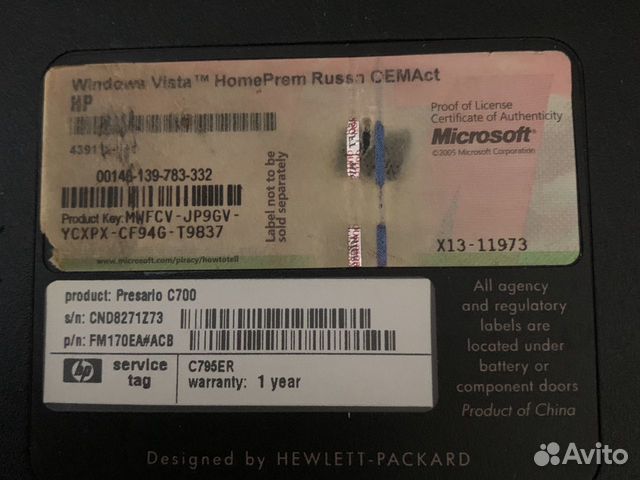 Windows Vista™ HomePrem Russn OEMAct
HP
Proof of License
Certificate of Authenticity
Microsoft®
©2005 Microsoft Corporation
00146-139-783-332
Label not to be
sold separately
Product Key: MWFCV-JP9GV-
YCXPX-CF94G-T9837
X13-11973
www.microsoft.com/piracy/howtotell
product: Presario C700
s/n: CND8271Z73
p/n: FM170EA#ACB
hp
service
tag
C795ER
warranty: 1 year
All agency
and regulatory
labels are
located under
battery or
component doors
Product of China
Designed by HEWLETT-PACKARD
Avito